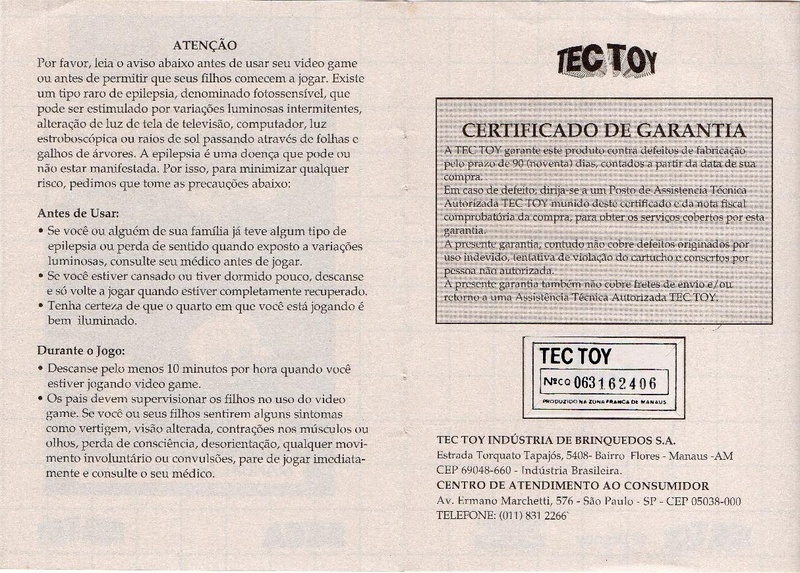 ATENÇÃO
Por favor, leia o aviso abaixo antes de usar seu video game
ou antes de permitir que seus filhos comecem a jogar. Existe
um tipo raro de epilepsia, denominado fotossensível, que
pode ser estimulado por variações luminosas intermitentes,
alteração de luz de tela de televisão, computador, luz
estroboscópica ou raios de sol passando através de folhas e
galhos de árvores. A epilepsia é uma doença que pode ou
não estar manifestada. Por isso, para minimizar qualquer
risco, pedimos que tome as precauções abaixo:
Antes de Usar:
• Se você ou alguém de sua família já teve algum tipo de
epilepsia ou perda de sentido quando exposto a variações
luminosas, consulte seu médico antes de jogar.
• Se você estiver cansado ou tiver dormido pouco, descanse
e só volte a jogar quando estiver completamente recuperado.
• Tenha certeza de que o quarto em que você está jogando é
bem iluminado.
Durante o Jogo:
• Descanse pelo menos 10 minutos por hora quando você
estiver jogando video game.
• Os pais devem supervisionar os filhos no uso do video
game. Se você ou seus filhos sentirem alguns sintomas
como vertigem, visão alterada, contrações nos músculos ou
olhos, perda de consciência, desorientação, qualquer movi-
mento involuntário ou convulsões, pare de jogar imediata-
mente e consulte o seu médico.
TEC TOY
CERTIFICADO DE GARANTIA
A TEC TOY garante este produto contra defeitos de fabricação
pelo prazo de 90 (noventa) dias, contados a partir da data de sua
compra.
Em caso de defeito, dirija-se a um Posto de Assistencia Técnica
Autorizada TEC TOY munido deste certificado e da nota fiscal
comprobatória da compra, para obter os serviços cobertos por esta
garantia.
A presente garantia, contudo não cobre defeitos originados por
uso indevido, tentativa de violação do cartucho e consertos por
pessoa não autorizada.
A presente garantia também não cobre fretes de envio e/ou
retorno a uma Assistência Técnica Autorizada TEC TOY.
TEC TOY
Nº CQ 063162406
PRODUZIDO NA ZONA FRANCA DE MANAUS
TEC TOY INDÚSTRIA DE BRINQUEDOS S.A.
Estrada Torquato Tapajós, 5408- Bairro Flores - Manaus -AM
CEP 69048-660 - Indústria Brasileira.
CENTRO DE ATENDIMENTO AO CONSUMIDOR
Av. Ermano Marchetti, 576 - São Paulo - SP - CEP 05038-000
TELEFONE: (011) 831 2266